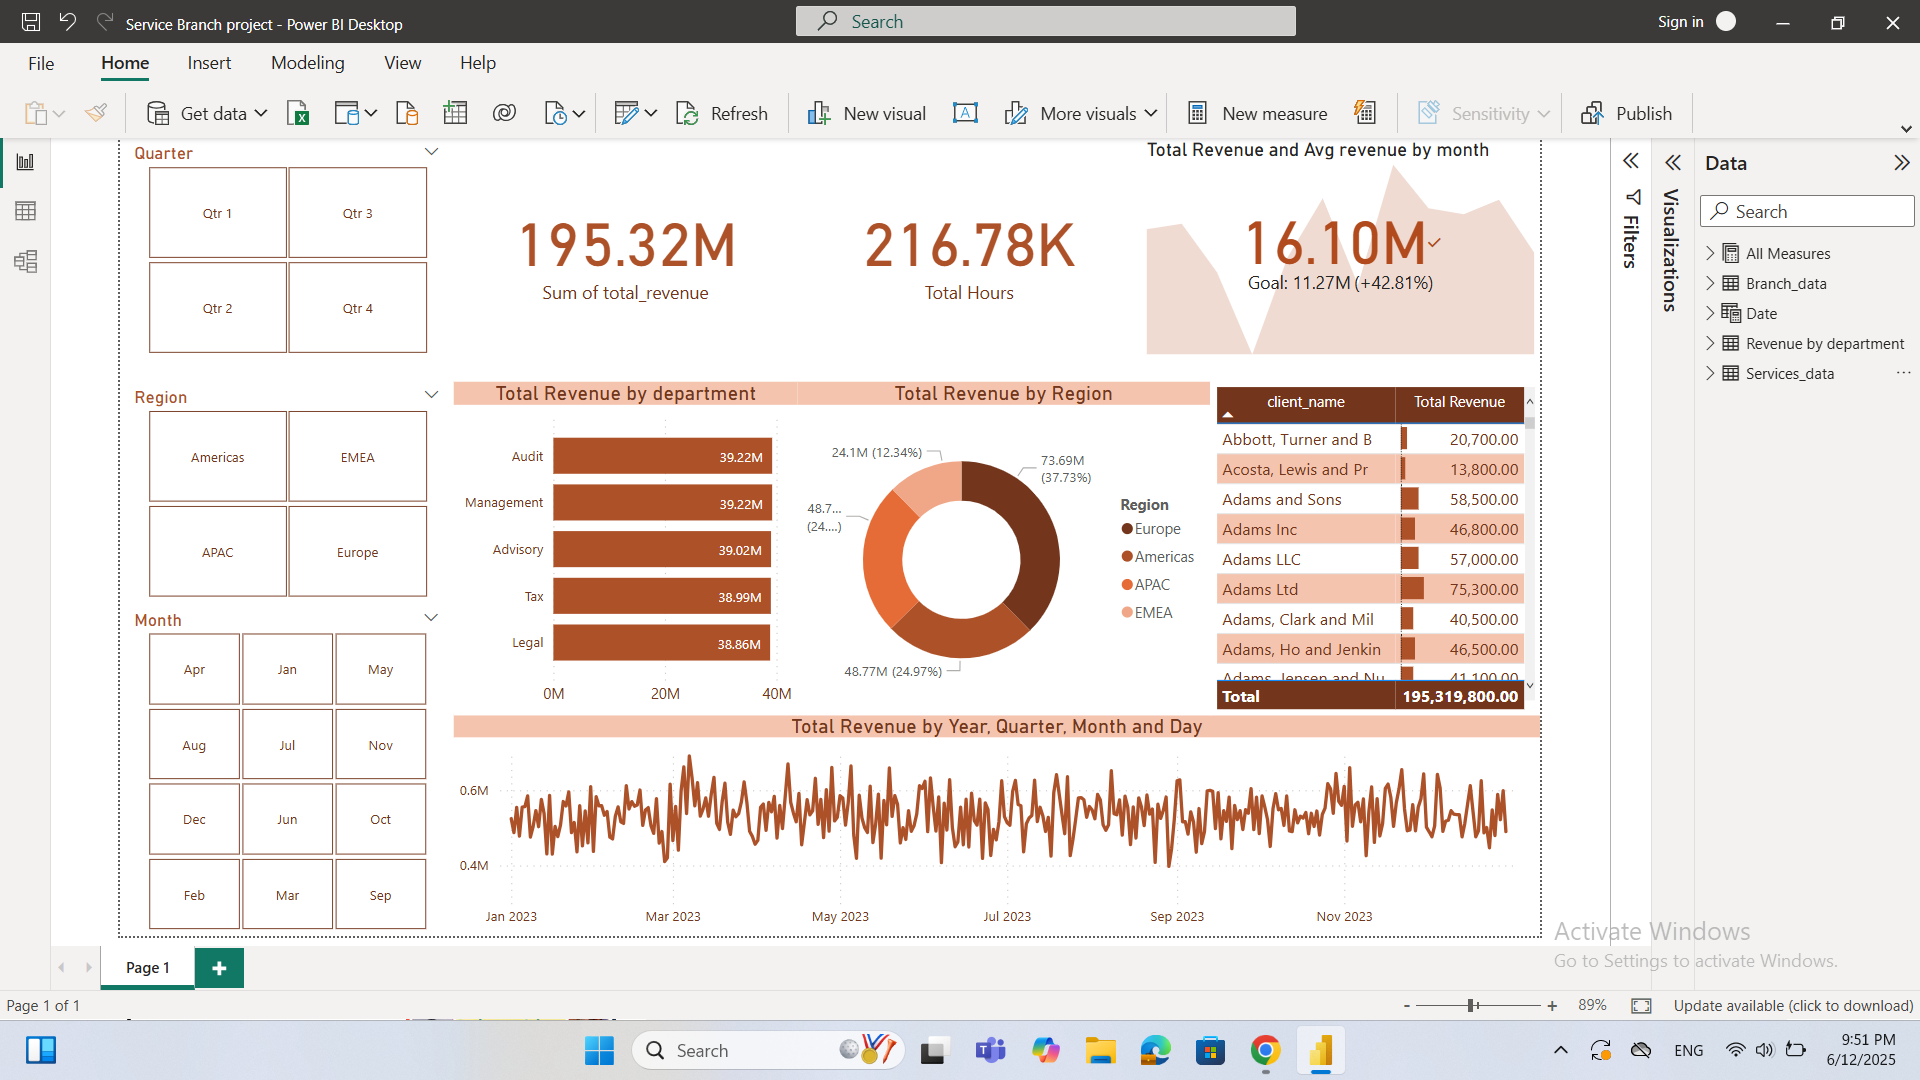 Service Branch project - Power BI Desktop
Search
Sign in
File
Home
Insert
Modeling
View
Help
Get data
Refresh
New visual
More visuals
New measure
Sensitivity
Publish
Quarter
Qtr 1
Qtr 3
Qtr 2
Qtr 4
195.32M
Sum of total_revenue
216.78K
Total Hours
Total Revenue and Avg revenue by month
16.10M
Goal: 11.27M (+42.81%)
Region
Americas
EMEA
APAC
Europe
Month
Apr
Jan
May
Aug
Jul
Nov
Dec
Jun
Oct
Feb
Mar
Sep
Total Revenue by department
Audit
39.22M
Management
39.22M
Advisory
39.02M
Tax
38.99M
Legal
38.86M
0M
20M
40M
Total Revenue by Region
24.1M (12.34%)
73.69M
(37.73%)
48.7...
(24....)
48.77M (24.97%)
Region
Europe
Americas
APAC
EMEA
client_name
Total Revenue
Abbott, Turner and B
20,700.00
Acosta, Lewis and Pr
13,800.00
Adams and Sons
58,500.00
Adams Inc
46,800.00
Adams LLC
57,000.00
Adams Ltd
75,300.00
Adams, Clark and Mil
40,500.00
Adams, Ho and Jenkin
46,500.00
Adams, Jensen and Nu
41,100.00
Total
195,319,800.00
Total Revenue by Year, Quarter, Month and Day
0.6M
0.4M
Jan 2023
Mar 2023
May 2023
Jul 2023
Sep 2023
Nov 2023
Filters
Visualizations
Data
Search
All Measures
Branch_data
Date
Revenue by department
Services_data
Activate Windows
Go to Settings to activate Windows.
Page 1
Page 1 of 1
89%
Update available (click to download)
Search
ENG
9:51 PM
6/12/2025